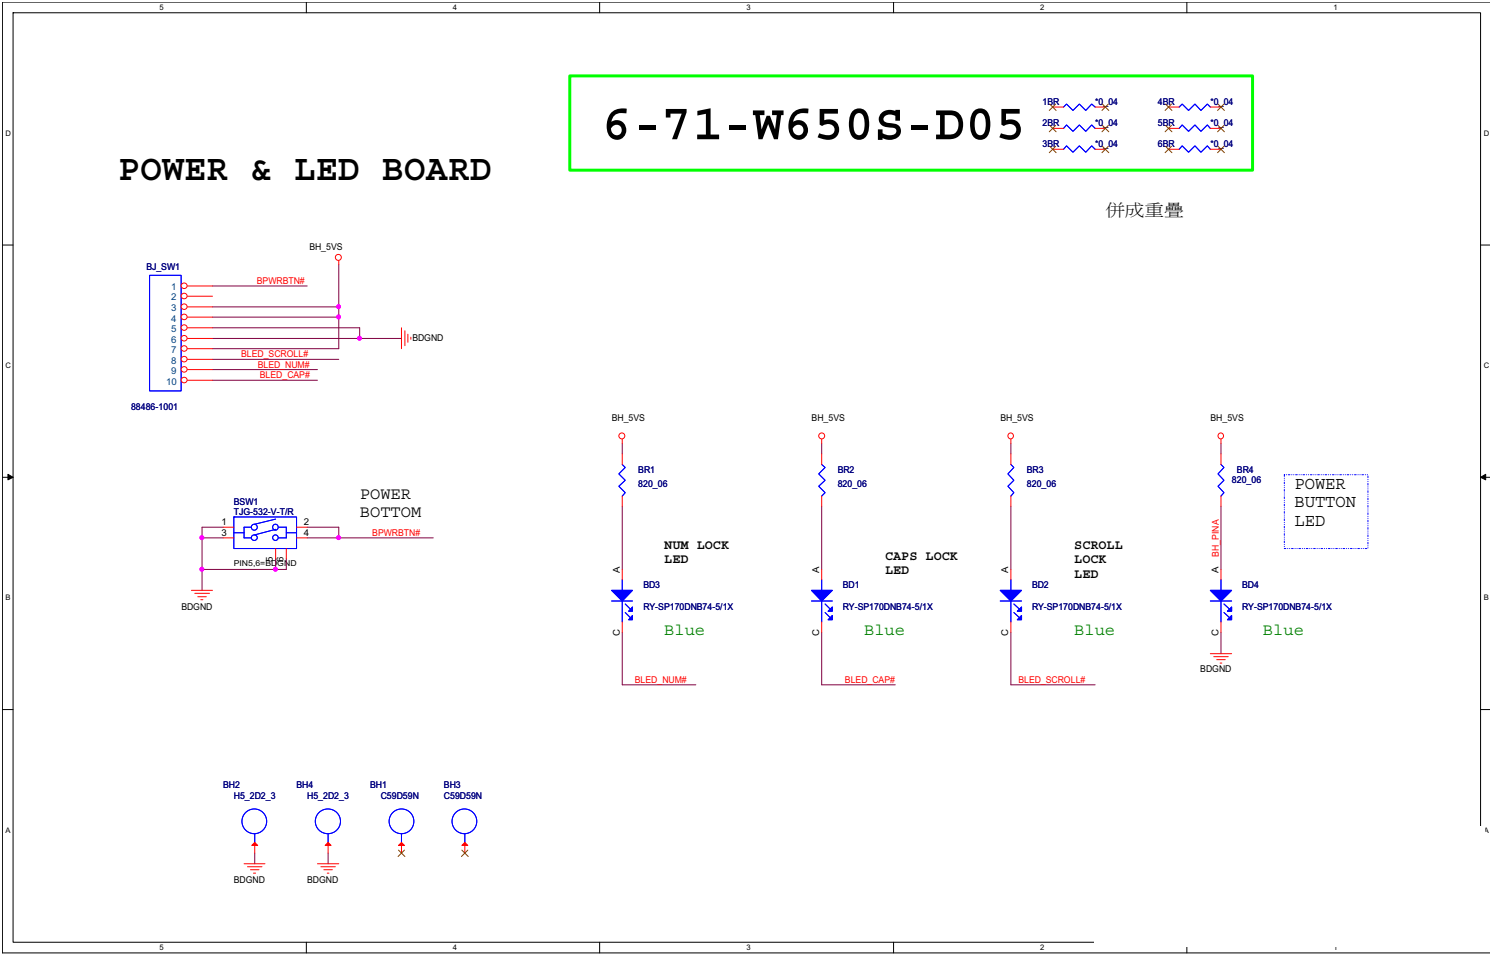 5 4 3 2 1
D D
6-71-W650S-D05
1BR *0_04 4BR *0_04
2BR *0_04 5BR *0_04
3BR *0_04 6BR *0_04
POWER & LED BOARD
併成重疊
BH_5VS
BJ_SW1
1 BPWRBTN#
2
3
4
5
6 BDGND
7
8 BLED_SCROLL#
9 BLED_NUM#
10 BLED_CAP#
88486-1001
C C
BH_5VS BH_5VS BH_5VS BH_5VS
BR1 BR2 BR3 BR4
820_06 820_06 820_06 820_06
POWER
BUTTON
LED
POWER
BOTTOM
BSW1
TJG-532-V-T/R
1 2
3 4
BPWRBTN#
5 6
PIN5,6=BDGND
BDGND
BH_PINA
NUM LOCK
LED
CAPS LOCK
LED
SCROLL
LOCK
LED
A A A A
BD3 BD1 BD2 BD4
RY-SP170DNB74-5/1X RY-SP170DNB74-5/1X RY-SP170DNB74-5/1X RY-SP170DNB74-5/1X
C C C C
Blue Blue Blue Blue
B B
BDGND
BLED_NUM# BLED_CAP# BLED_SCROLL#
BH2 BH4 BH1 BH3
H5_2D2_3 H5_2D2_3 C59D59N C59D59N
BDGND BDGND
A
5 4 3 2